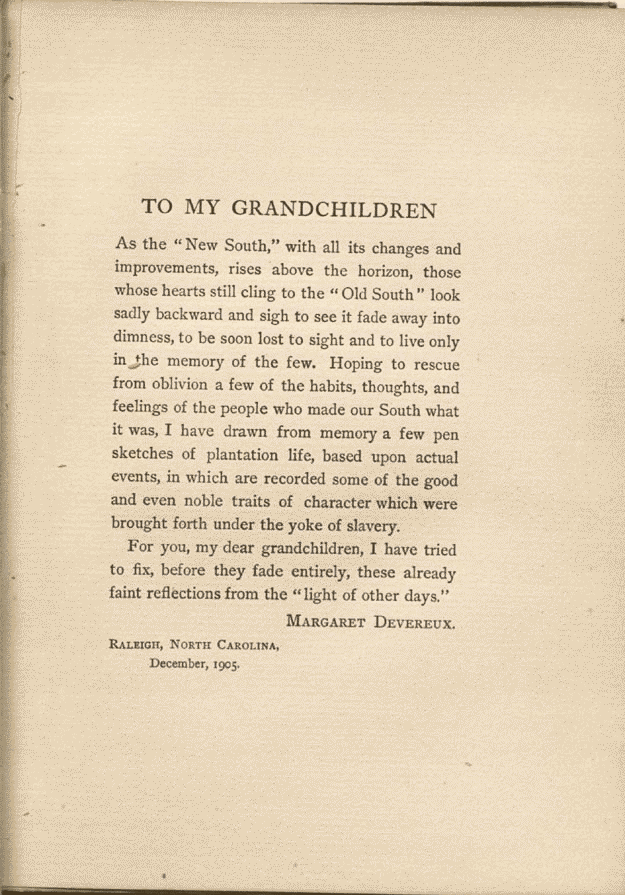 TO MY GRANDCHILDREN
As the "New South," with all its changes and
improvements, rises above the horizon, those
whose hearts still cling to the "Old South" look
sadly backward and sigh to see it fade away into
dimness, to be soon lost to sight and to live only
in the memory of the few. Hoping to rescue
from oblivion a few of the habits, thoughts, and
feelings of the people who made our South what
it was, I have drawn from memory a few pen
sketches of plantation life, based upon actual
events, in which are recorded some of the good
and even noble traits of character which were
brought forth under the yoke of slavery.
For you, my dear grandchildren, I have tried
to fix, before they fade entirely, these already
faint reflections from the "light of other days."
MARGARET DEVEREUX.
RALEIGH, NORTH CAROLINA,
December, 1905.